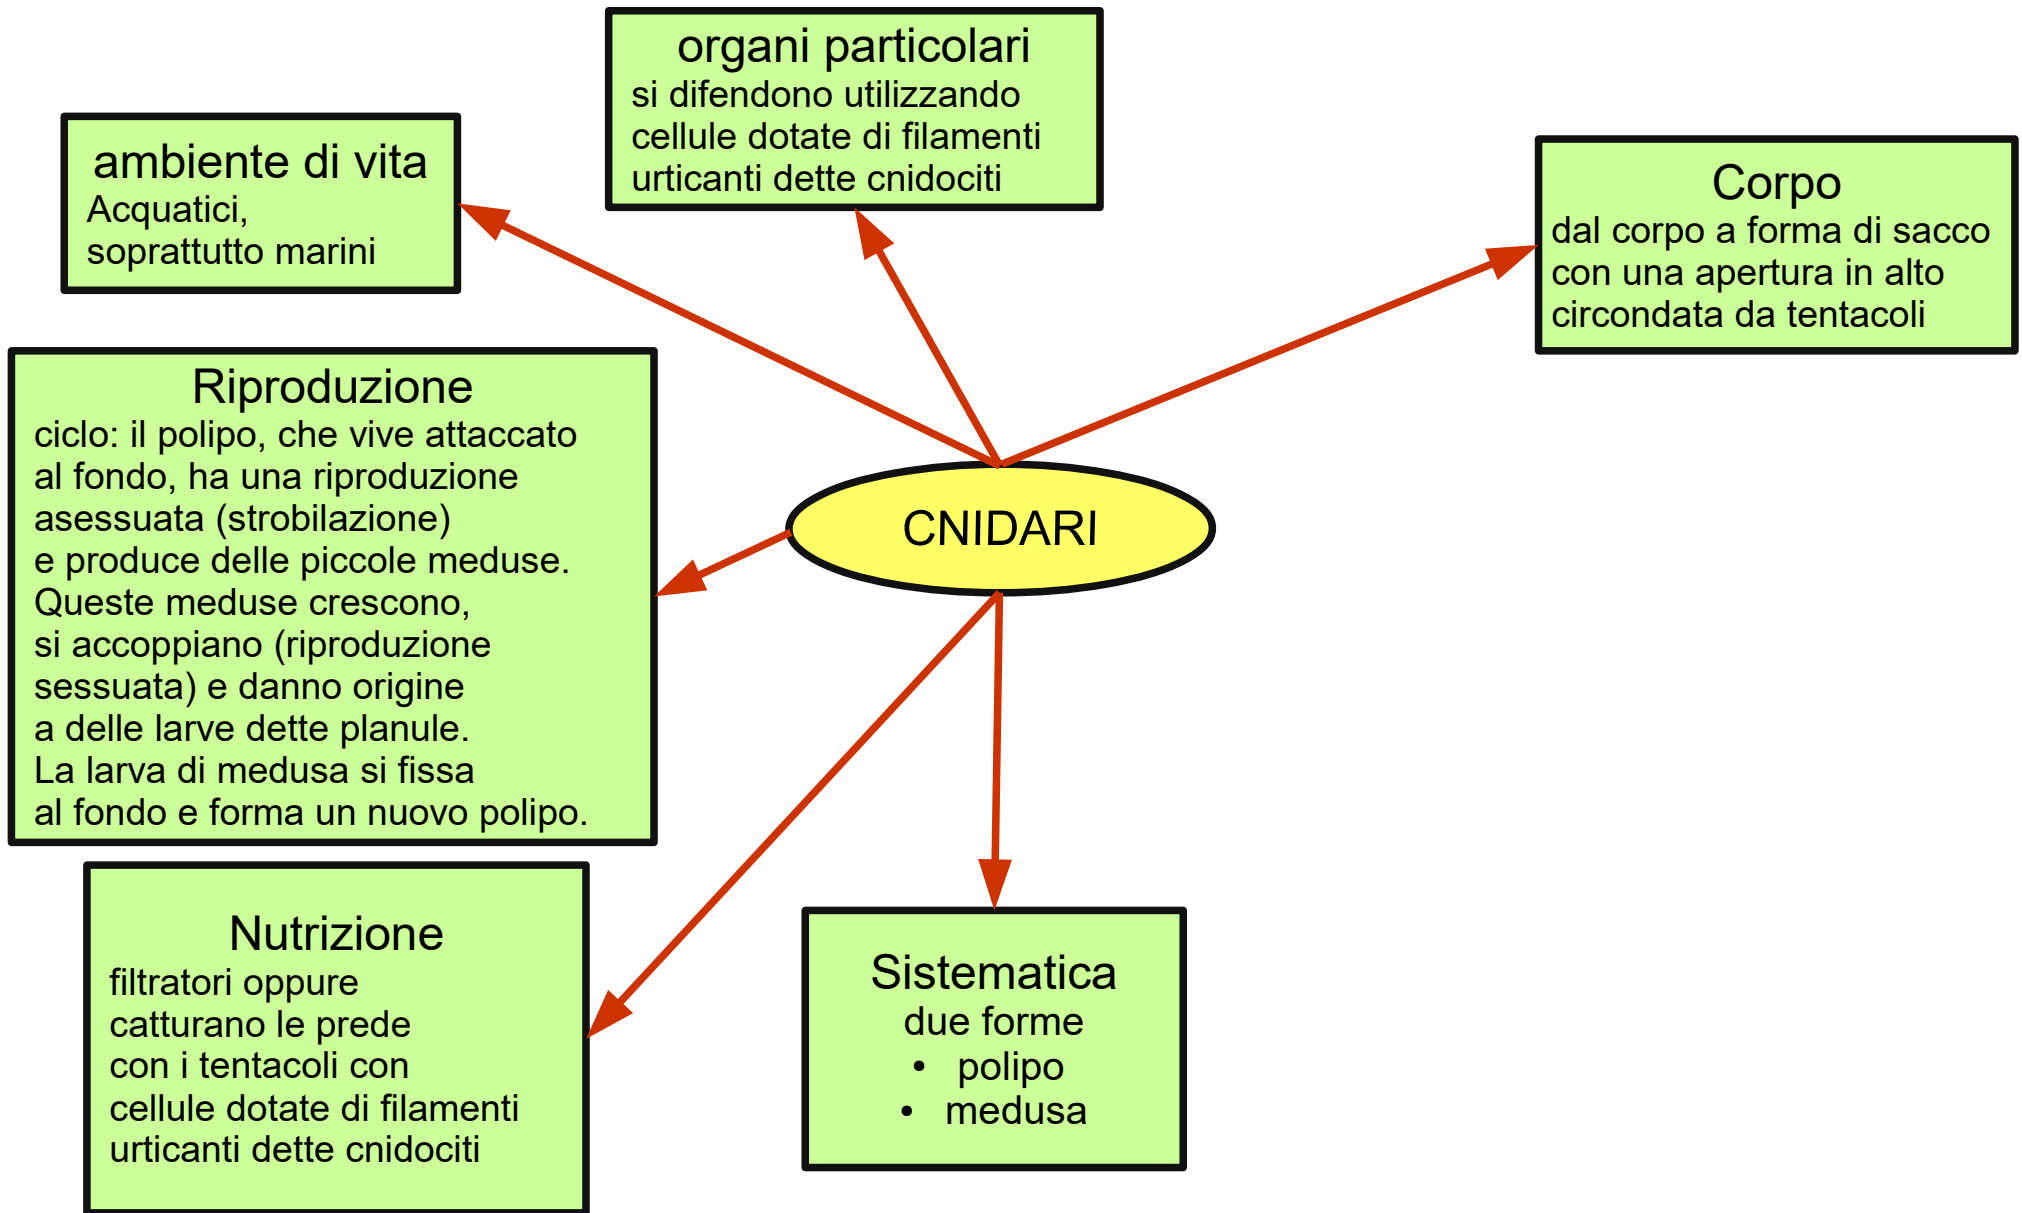 organi particolari
si difendono utilizzando
cellule dotate di filamenti
urticanti dette cnidociti
ambiente di vita
Acquatici,
soprattutto marini
Corpo
dal corpo a forma di sacco
con una apertura in alto
circondata da tentacoli
Riproduzione
ciclo: il polipo, che vive attaccato
al fondo, ha una riproduzione
asessuata (strobilazione)
e produce delle piccole meduse.
Queste meduse crescono,
si accoppiano (riproduzione
sessuata) e danno origine
a delle larve dette planule.
La larva di medusa si fissa
al fondo e forma un nuovo polipo.
CNIDARI
Nutrizione
filtratori oppure
catturano le prede
con i tentacoli con
cellule dotate di filamenti
urticanti dette cnidociti
Sistematica
due forme
• polipo
• medusa